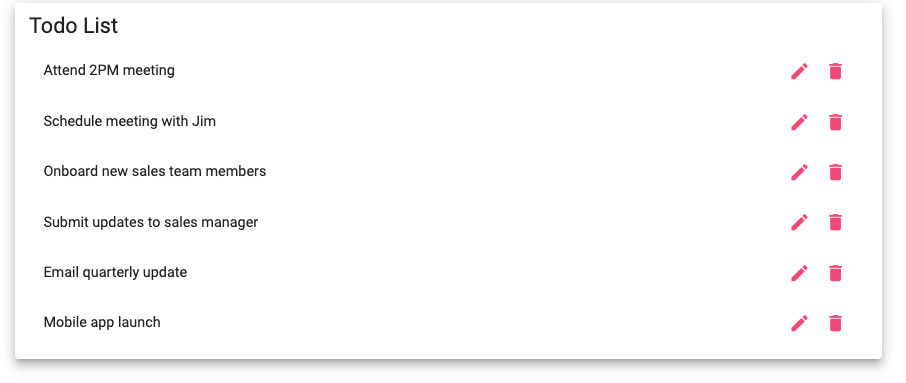 Todo List
Attend 2PM meeting
Schedule meeting with Jim
Onboard new sales team members
Submit updates to sales manager
Email quarterly update
Mobile app launch